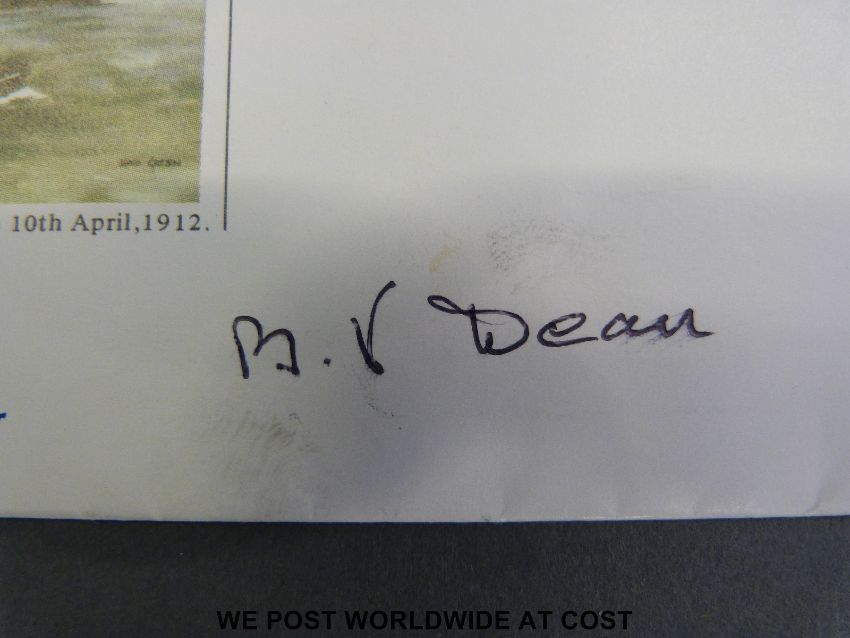 10th April,1912.
B. V Dean
WE POST WORLDWIDE AT COST